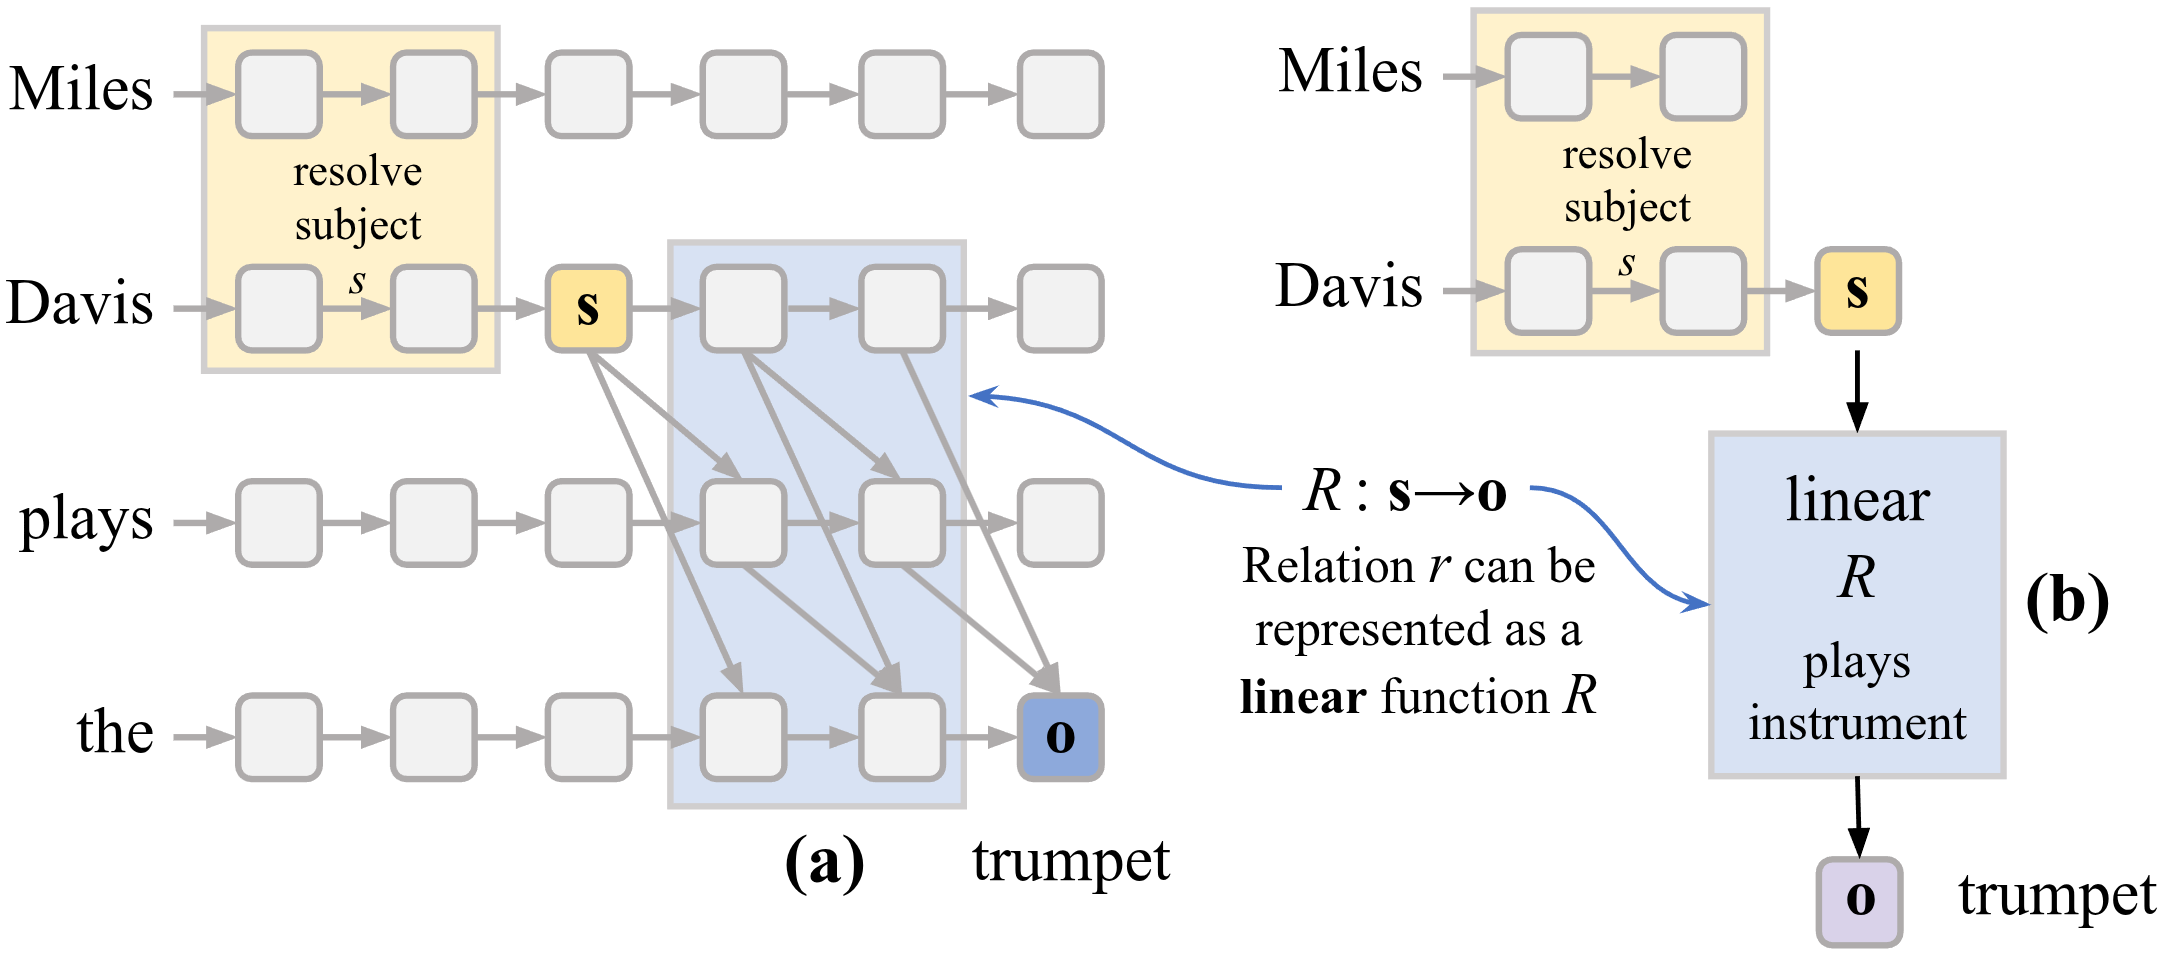 Miles
resolve
subject
s
Davis
s
plays
the
o
(a)
trumpet
R : s→o
Relation r can be
represented as a
linear function R
Miles
resolve
subject
s
Davis
s
linear
R
plays
instrument
(b)
o
trumpet